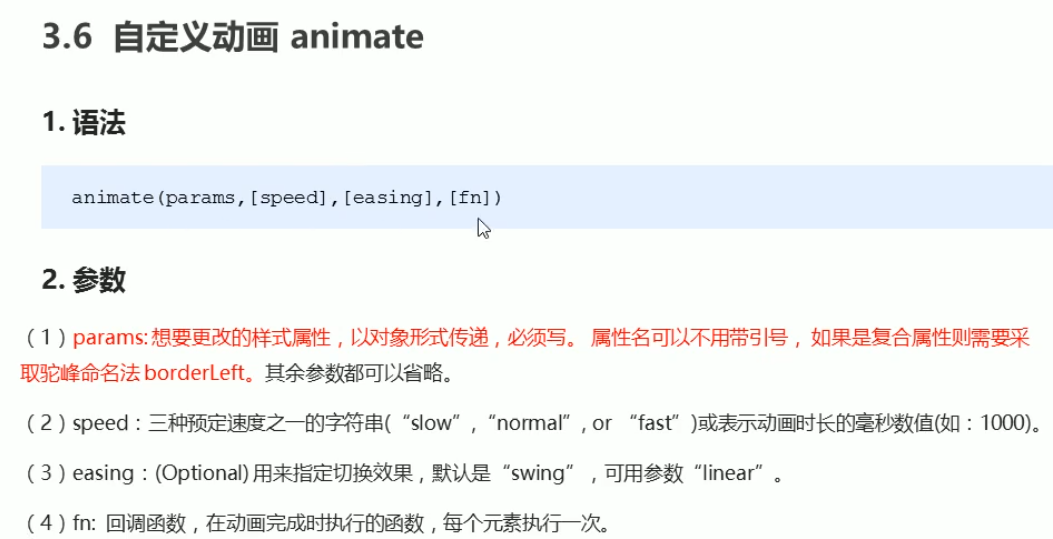 3.6 自定义动画 animate
1. 语法
animate(params,[speed],[easing],[fn])
2. 参数
（1）params: 想要更改的样式属性，以对象形式传递，必须写。 属性名可以不用带引号， 如果是复合属性则需要采
取驼峰命名法 borderLeft。其余参数都可以省略。
（2）speed：三种预定速度之一的字符串(“slow”,“normal”, or “fast”)或表示动画时长的毫秒数值(如：1000)。
（3）easing：(Optional) 用来指定切换效果，默认是“swing”，可用参数“linear”。
（4）fn: 回调函数，在动画完成时执行的函数，每个元素执行一次。